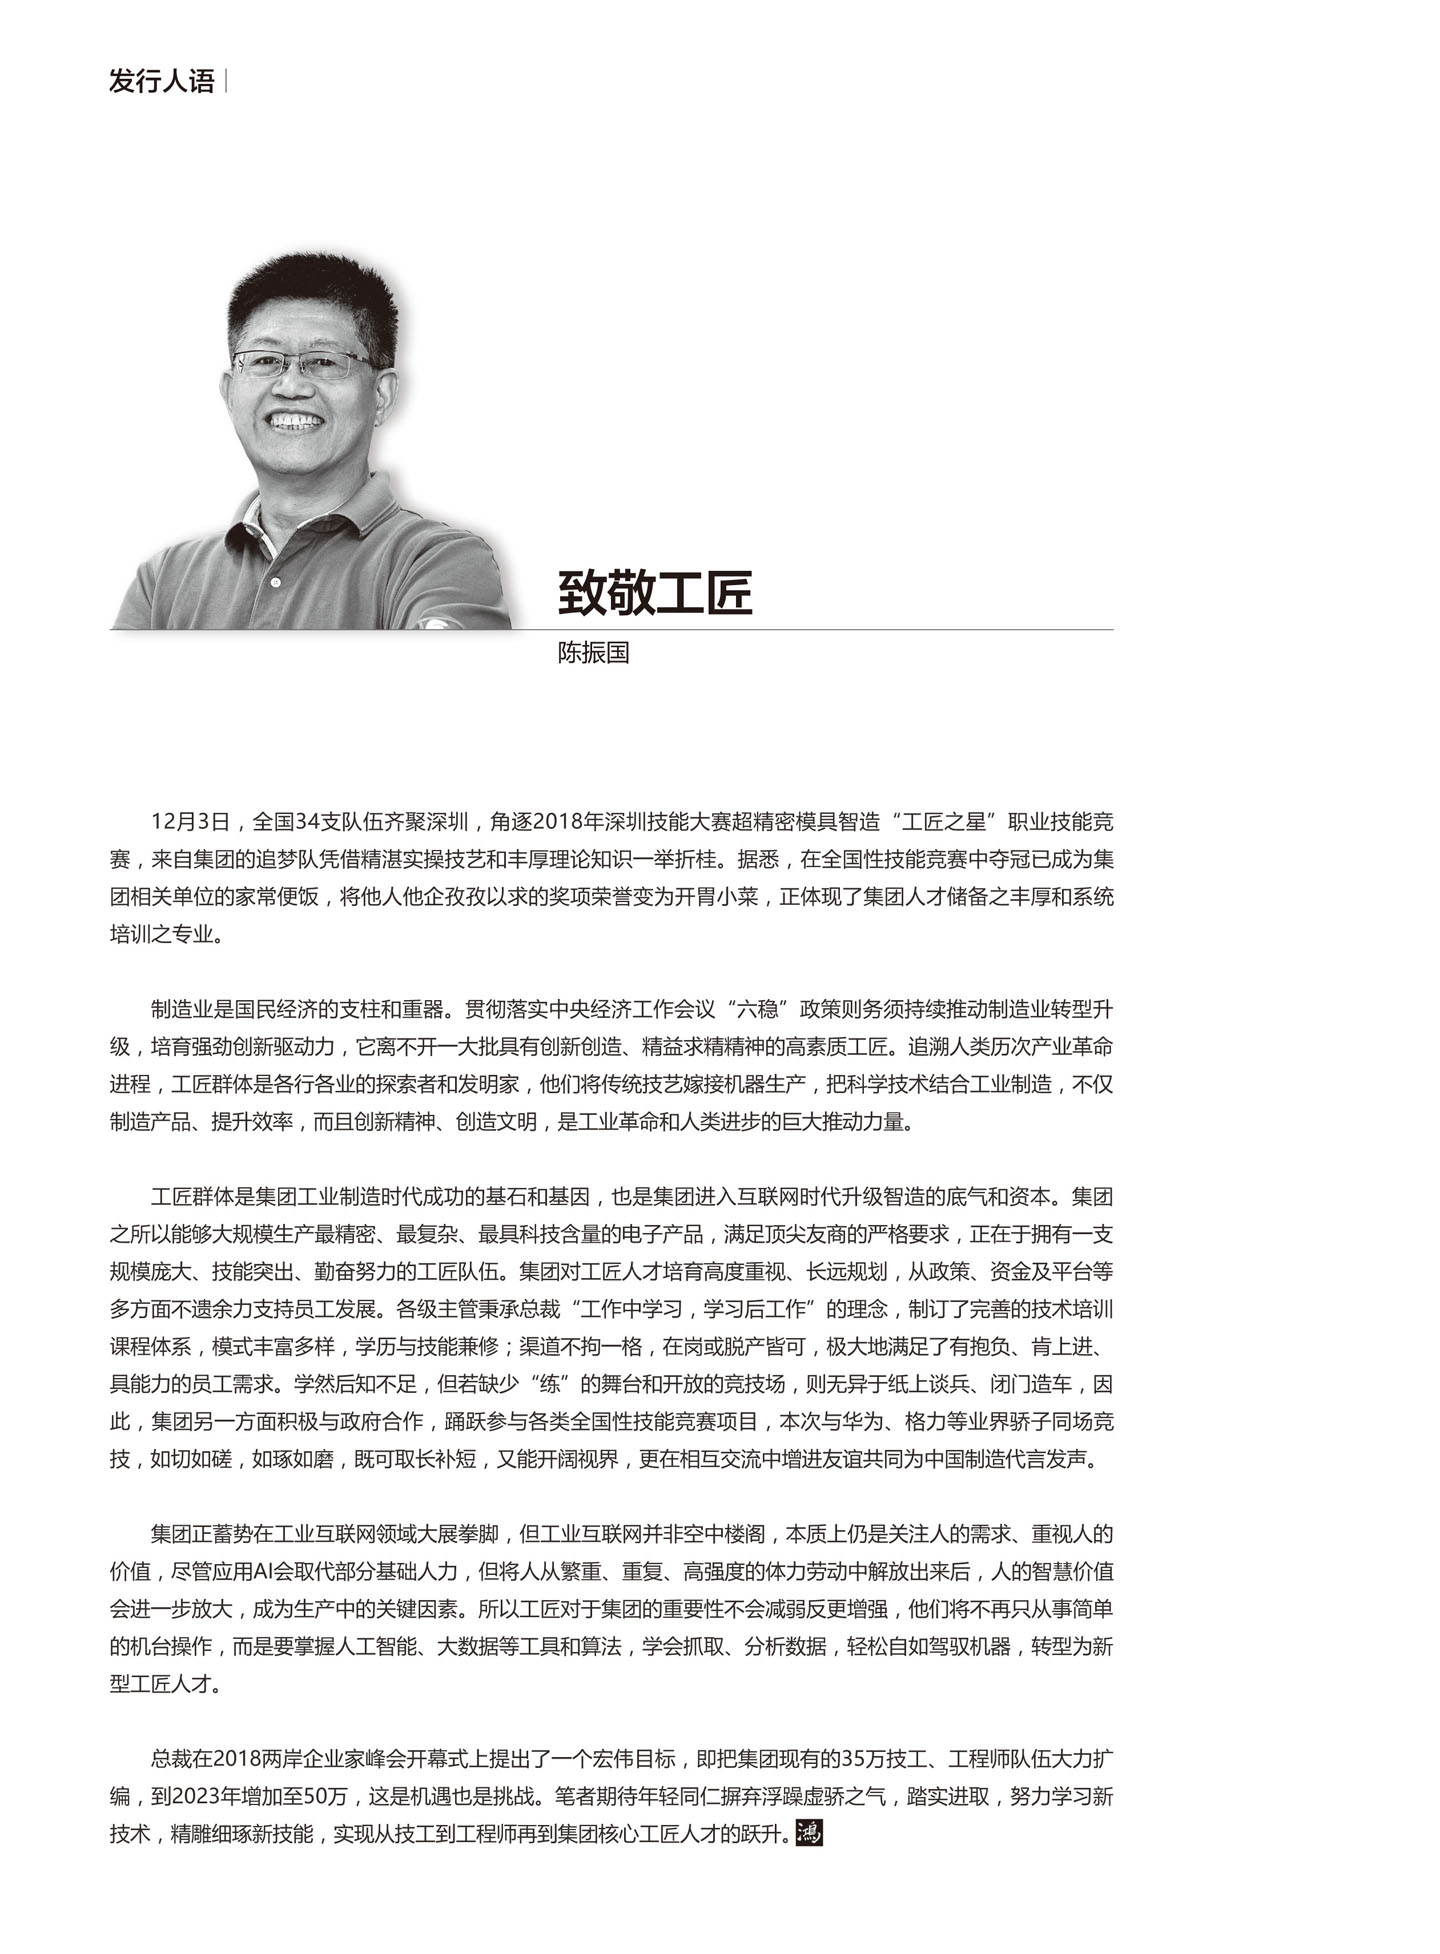 发行人语
致敬工匠
陈振国
12月3日，全国34支队伍齐聚深圳，角逐2018年深圳技能大赛超精密模具智造“工匠之星”职业技能竞
赛，来自集团的追梦队凭借精湛实操技艺和丰厚理论知识一举折桂。据悉，在全国性技能竞赛中夺冠已成为集
团相关单位的家常便饭，将他人他企孜孜以求的奖项荣誉变为开胃小菜，正体现了集团人才储备之丰厚和系统
培训之专业。
制造业是国民经济的支柱和重器。贯彻落实中央经济工作会议“六稳”政策则务须持续推动制造业转型升
级，培育强劲创新驱动力，它离不开一大批具有创新创造、精益求精精神的高素质工匠。追溯人类历次产业革命
进程，工匠群体是各行各业的探索者和发明家，他们将传统技艺嫁接机器生产，把科学技术结合工业制造，不仅
制造产品、提升效率，而且创新精神、创造文明，是工业革命和人类进步的巨大推动力量。
工匠群体是集团工业制造时代成功的基石和基因，也是集团进入互联网时代升级智造的底气和资本。集团
之所以能够大规模生产最精密、最复杂、最具科技含量的电子产品，满足顶尖友商的严格要求，正在于拥有一支
规模庞大、技能突出、勤奋努力的工匠队伍。集团对工匠人才培育高度重视、长远规划，从政策、资金及平台等
多方面不遗余力支持员工发展。各级主管秉承总裁“工作中学习，学习后工作”的理念，制订了完善的技术培训
课程体系，模式丰富多样，学历与技能兼修；渠道不拘一格，在岗或脱产皆可，极大地满足了有抱负、肯上进、
具能力的员工需求。学然后知不足，但若缺少“练”的舞台和开放的竞技场，则无异于纸上谈兵、闭门造车，因
此，集团另一方面积极与政府合作，踊跃参与各类全国性技能竞赛项目，本次与华为、格力等业界骄子同场竞
技，如切如磋，如琢如磨，既可取长补短，又能开阔视界，更在相互交流中增进友谊共同为中国制造代言发声。
集团正蓄势在工业互联网领域大展拳脚，但工业互联网并非空中楼阁，本质上仍是关注人的需求、重视人的
价值，尽管应用AI会取代部分基础人力，但将人从繁重、重复、高强度的体力劳动中解放出来后，人的智慧价值
会进一步放大，成为生产中的关键因素。所以工匠对于集团的重要性不会减弱反更增强，他们将不再只从事简单
的机台操作，而是要掌握人工智能、大数据等工具和算法，学会抓取、分析数据，轻松自如驾驭机器，转型为新
型工匠人才。
总裁在2018两岸企业家峰会开幕式上提出了一个宏伟目标，即把集团现有的35万技工、工程师队伍大力扩
编，到2023年增加至50万，这是机遇也是挑战。笔者期待年轻同仁摒弃浮躁虚骄之气，踏实进取，努力学习新
技术，精雕细琢新技能，实现从技工到工程师再到集团核心工匠人才的跃升。鴻